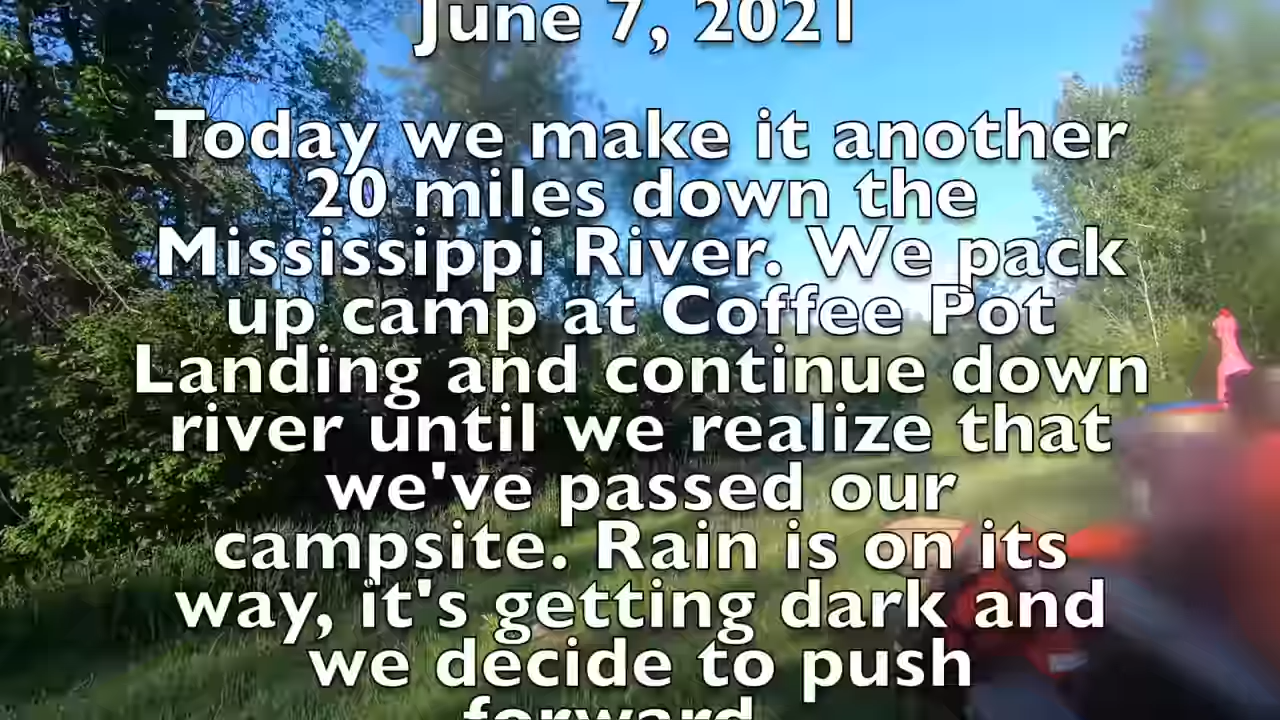 June 7, 2021
Today we make it another
20 miles down the
Mississippi River. We pack
up camp at Coffee Pot
Landing and continue down
river until we realize that
we've passed our
campsite. Rain is on its
way, it's getting dark and
we decide to push
forward